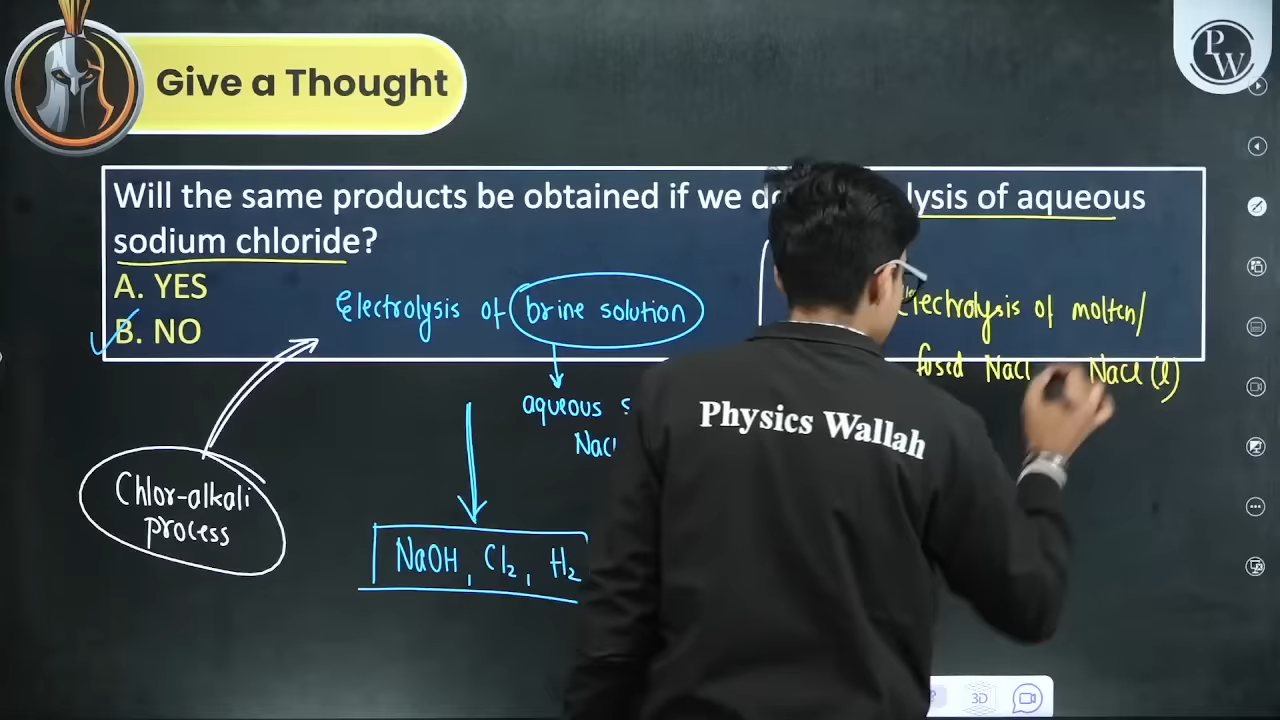 Give a Thought
PW
Will the same products be obtained if we do lysis of aqueous
sodium chloride?
A. YES
B. NO
Electrolysis of brine solution
Electrolysis of molten/
fused NaCl NaCl (l)
aqueous
NaCl
Chlor-alkali
process
NaOH, Cl₂, H₂
Physics Wallah
3D